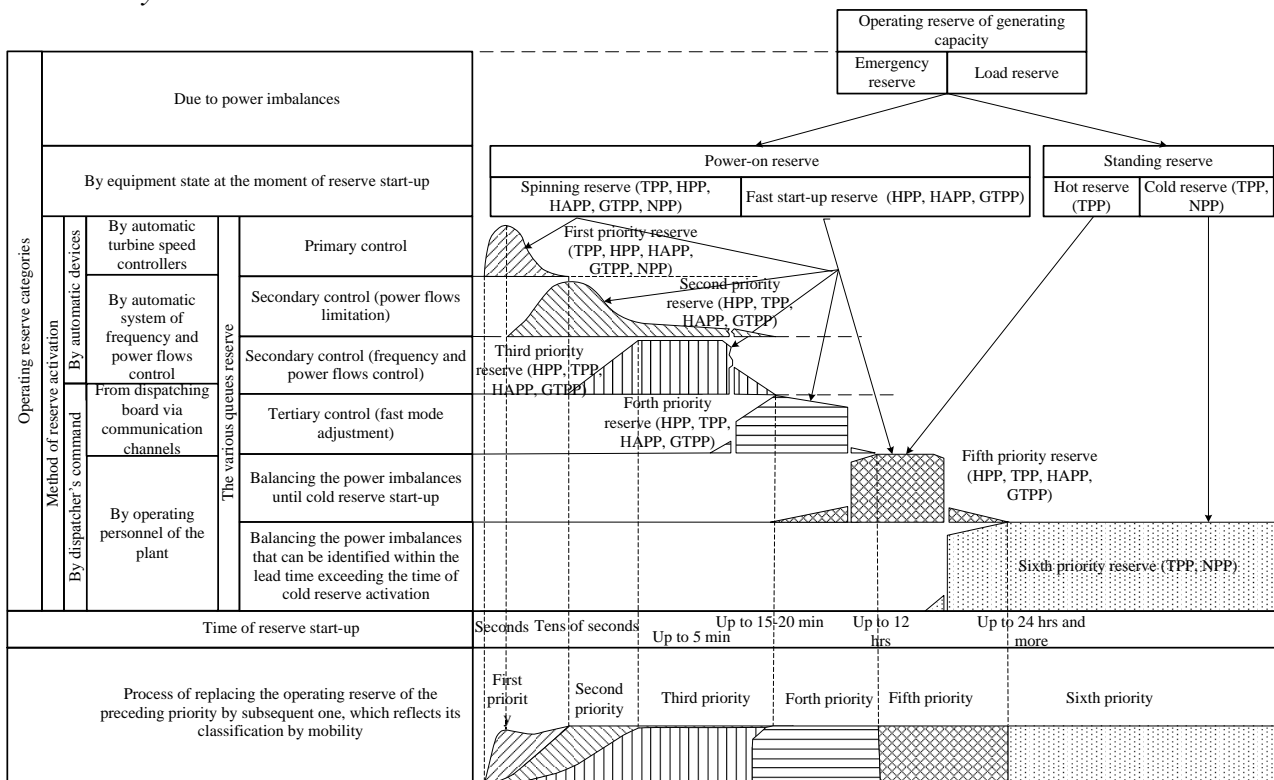 Operating reserve of generating
capacity
Emergency
reserve
Load reserve
Due to power imbalances
By equipment state at the moment of reserve start-up
Power-on reserve
Standing reserve
Spinning reserve (TPP, HPP,
HAPP, GTPP, NPP)
Fast start-up reserve (HPP, HAPP, GTPP)
Hot reserve
(TPP)
Cold reserve (TPP,
NPP)
Operating reserve categories
Method of reserve activation
By automatic devices
By dispatcher's command
By automatic
turbine speed
controllers
By automatic
system of
frequency and
power flows
control
From dispatching
board via
communication
channels
By operating
personnel of the
plant
The various queues reserve
Primary control
Secondary control (power flows
limitation)
Secondary control (frequency and
power flows control)
Tertiary control (fast mode
adjustment)
Balancing the power imbalances
until cold reserve start-up
Balancing the power imbalances
that can be identified within the
lead time exceeding the time of
cold reserve activation
First priority reserve
(TPP, HPP, HAPP,
GTPP, NPP)
Second priority
reserve (HPP, TPP,
HAPP, GTPP)
Third priority
reserve (HPP, TPP,
HAPP, GTPP)
Forth priority
reserve (HPP, TPP,
HAPP, GTPP)
Fifth priority reserve
(HPP, TPP, HAPP,
GTPP)
Sixth priority reserve (TPP, NPP)
Time of reserve start-up
Seconds
Tens of seconds
Up to 5 min
Up to 15-20 min
Up to 12
hrs
Up to 24 hrs and
more
Process of replacing the operating reserve of the
preceding priority by subsequent one, which reflects its
classification by mobility
First
priorit
y
Second
priority
Third priority
Forth priority
Fifth priority
Sixth priority